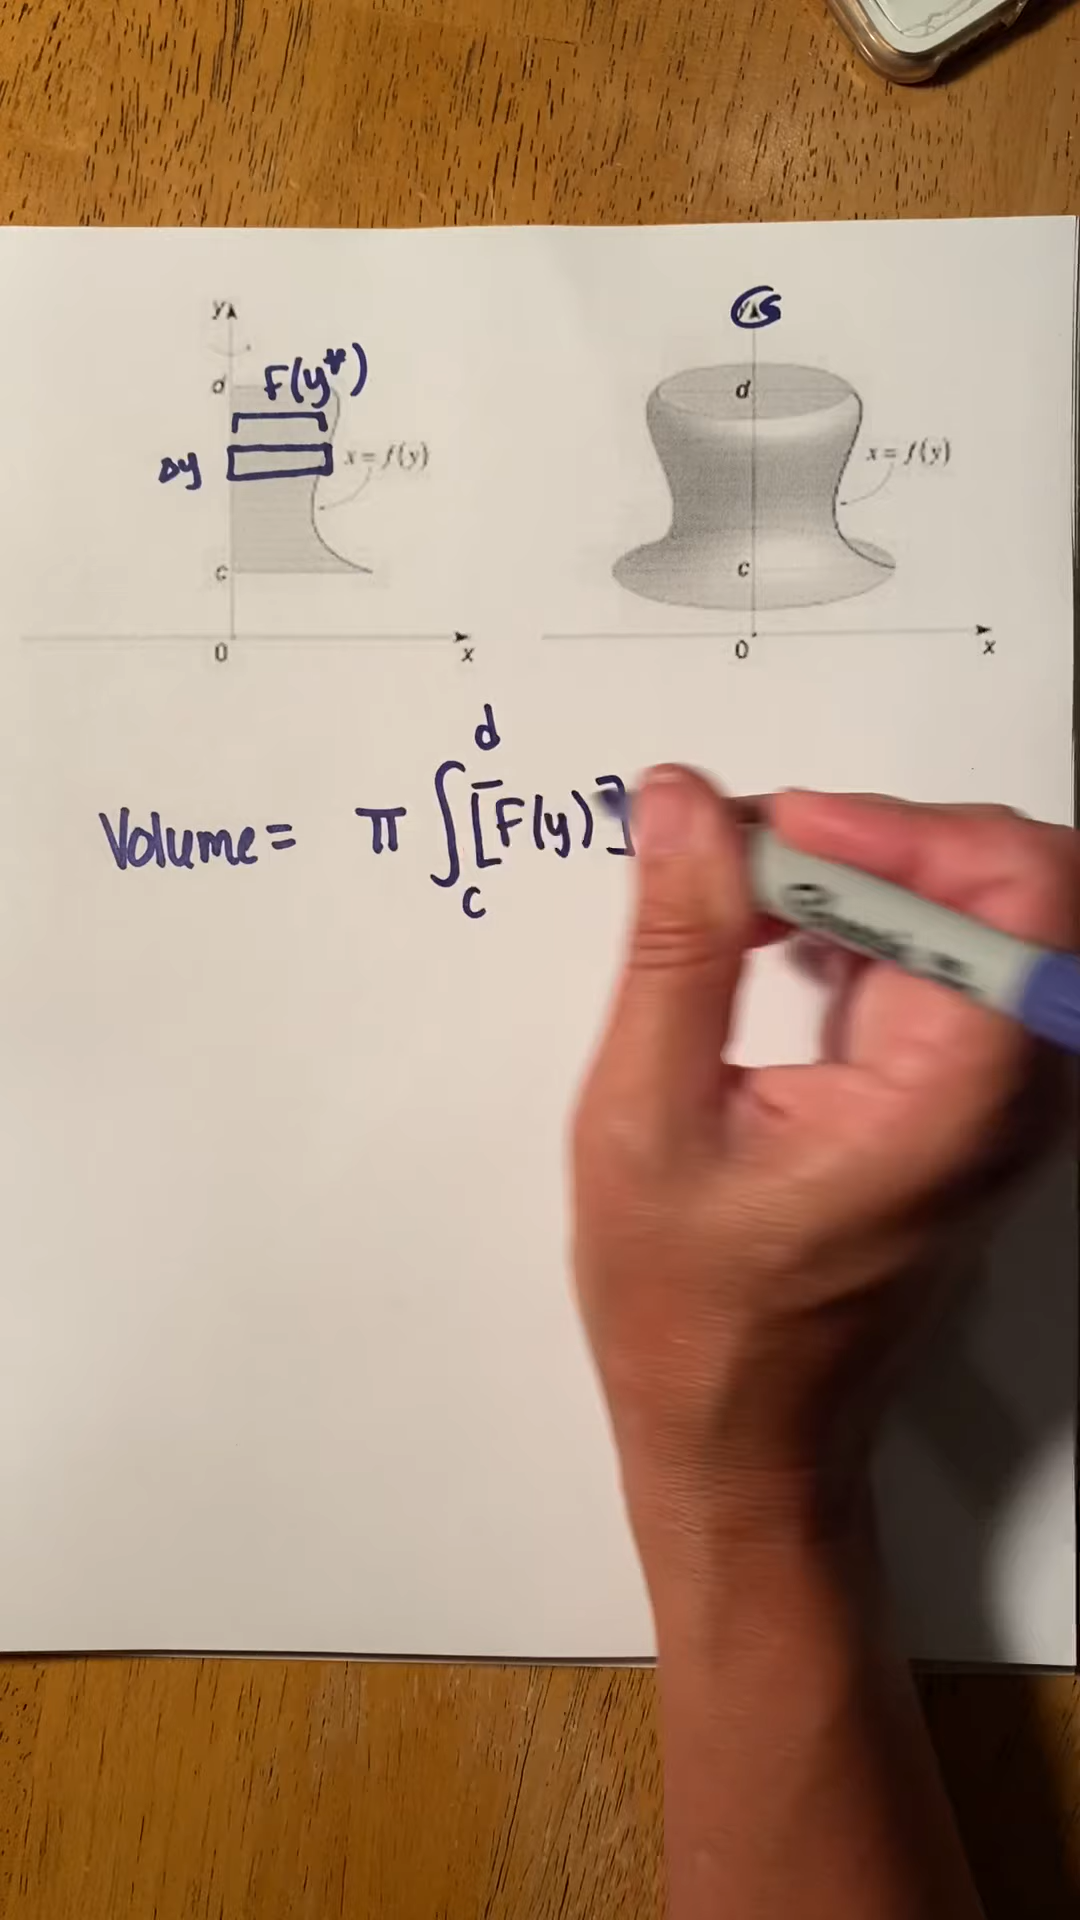 y
d
F(y*)
Δy
x = f(y)
c
0
x
d
x = f(y)
c
0
x
Volume = π ∫ d c [F(y)]